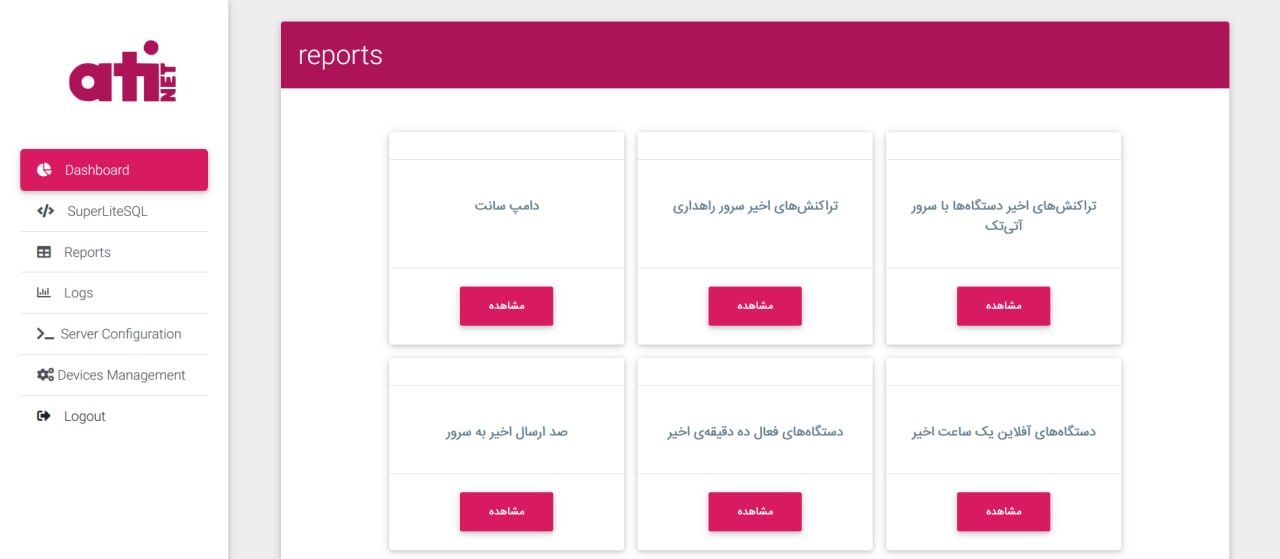 ati
NET
Dashboard
SuperLiteSQL
Reports
Logs
Server Configuration
Devices Management
Logout
reports
تراکنش‌های اخیر دستگاه‌ها با سرور
آتی‌تک
مشاهده
تراکنش‌های اخیر سرور راهداری
مشاهده
دامپ سانت
مشاهده
دستگاه‌های آفلاین یک ساعت اخیر
مشاهده
دستگاه‌های فعال ده دقیقه‌ی اخیر
مشاهده
صد ارسال اخیر به سرور
مشاهده